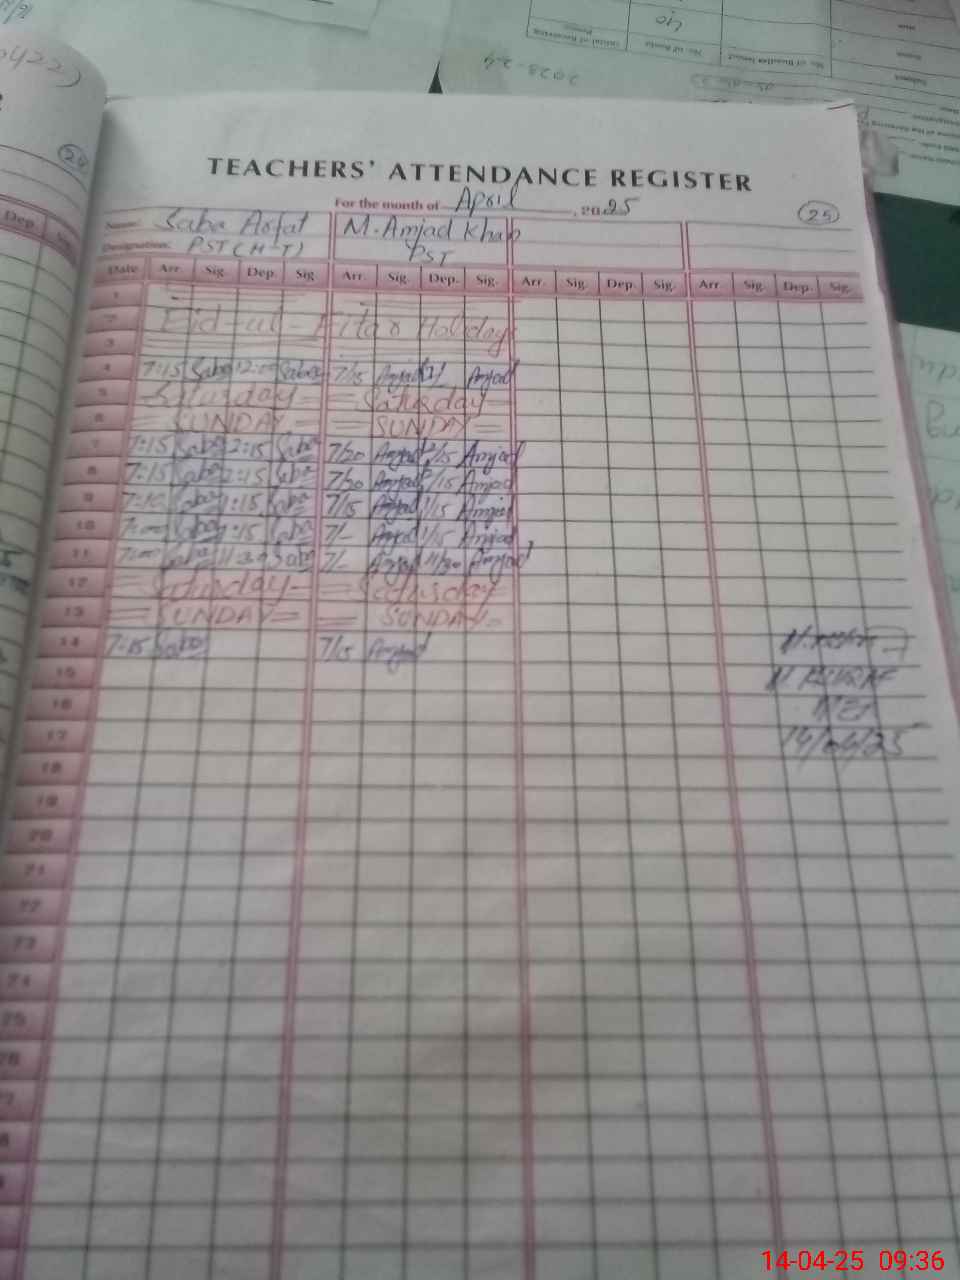 2023-24
40
TEACHERS' ATTENDANCE REGISTER
For the month of April, 2025
24
25
Name: Saba Arfat M. Amjad Khan
Designation: PST (H-T) PST
Dep.
Date Arr. Sig. Dep. Sig. Arr. Sig. Dep. Sig. Arr. Sig. Dep. Sig. Arr. Sig. Dep. Sig.
1
2 Eid-ul-Fitar Holidays
3
4 7:15 Saba 12:00 Saba 7/15 Amjad 12/- Amjad
5 Saturday Saturday
6 SUNDAY SUNDAY
7 7:15 Saba 2:15 Saba 7/20 Amjad 2/15 Amjad
8 7:15 Saba 2:15 Saba 7/20 Amjad /15 Amjad
9 Saba 1:15 Saba 7/15 Amjad 1/15 Amjad
10 7:00 Saba 1:15 Saba 7/- Amjad 1/15 Amjad
11 7:00 Saba 11:30 Saba 7/- Amjad 11/30 Amjad
12 Saturday Saturday
13 SUNDAY SUNDAY
14 7:15 Saba 7/15 Amjad
15
16
17 14/04/25
18
19
20
21
22
23
24
25
26
14-04-25 09:36